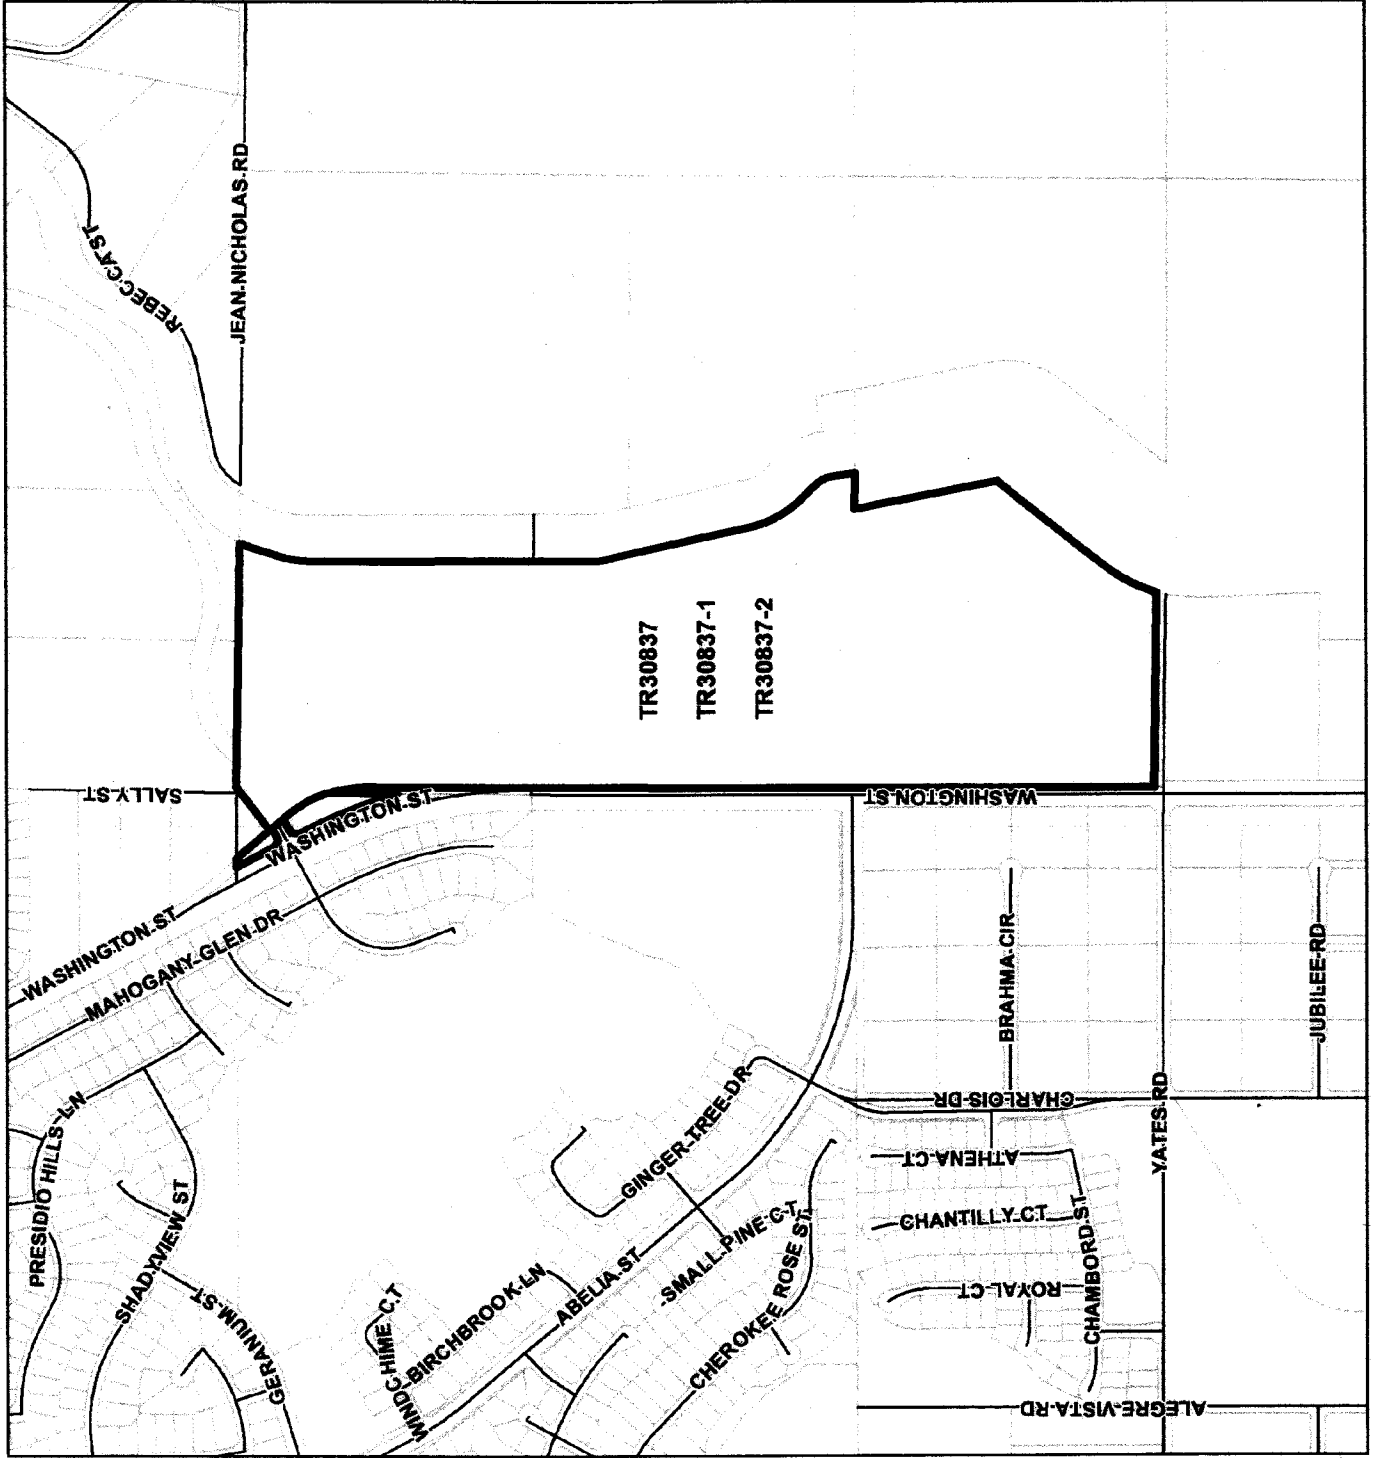 REBECCA ST
JEAN NICHOLAS RD
SALLY ST
WASHINGTON ST
WASHINGTON ST
WASHINGTON ST
MAHOGANY GLEN DR
TR30837
TR30837-1
TR30837-2
PRESIDIO HILLS LN
SHADYVIEW ST
GERANIUM ST
WINDCHIME CT
BIRCHBROOK LN
ABELIA ST
GINGER TREE DR
SMALL PINE CT
CHEROKEE ROSE ST
BRAHMA CIR
JUBILEE RD
CHARLOIS DR
ATHENA CT
CHANTILLY CT
ROYAL CT
CHAMBORD ST
YATES RD
ALEGRE VISTA RD